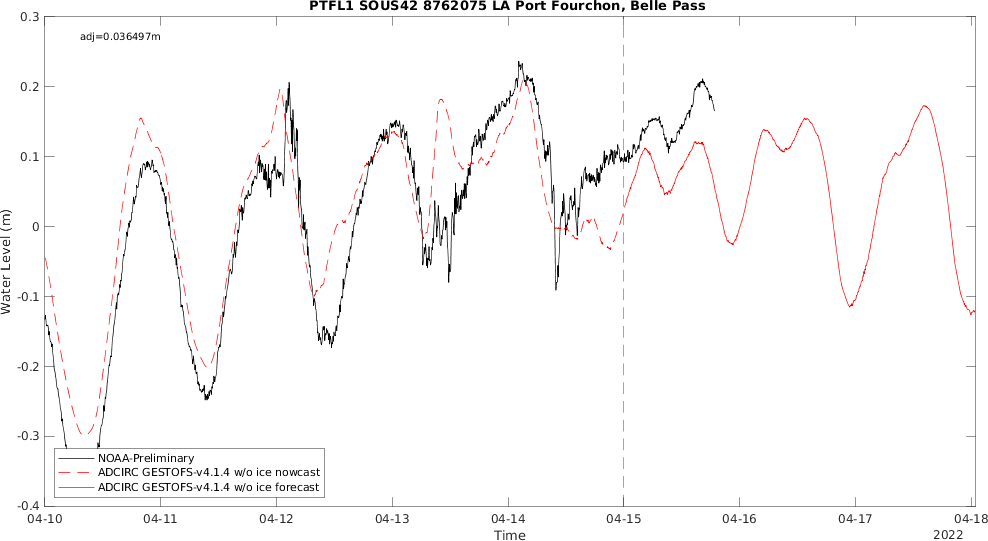 PTFL1 SOUS42 8762075 LA Port Fourchon, Belle Pass
adj=0.036497m
0.3
0.2
0.1
0
-0.1
-0.2
-0.3
-0.4
Water Level (m)
NOAA-Preliminary
ADCIRC GESTOFS-v4.1.4 w/o ice nowcast
ADCIRC GESTOFS-v4.1.4 w/o ice forecast
04-10 04-11 04-12 04-13 04-14 04-15 04-16 04-17 04-18
Time
2022